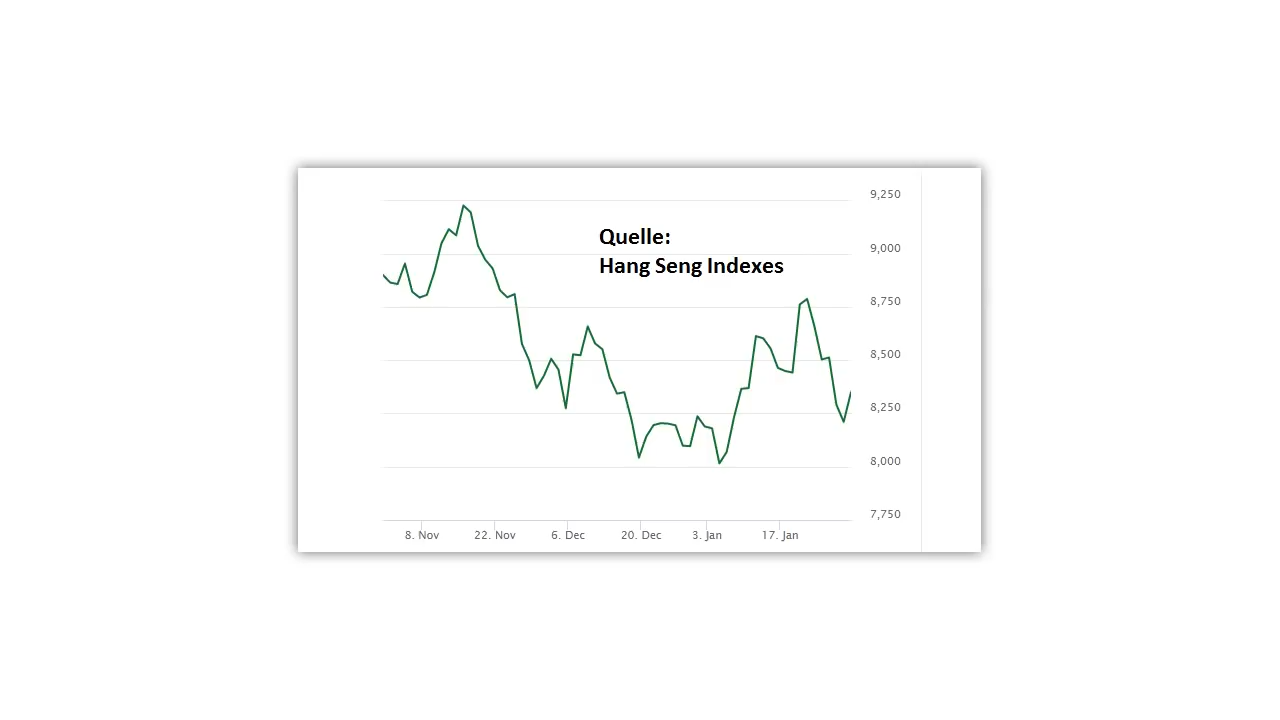 9,250
Quelle:
9,000
Hang Seng Indexes
8,750
8,500
8,250
8,000
7,750
8. Nov 22. Nov 6. Dec 20. Dec 3. Jan 17. Jan